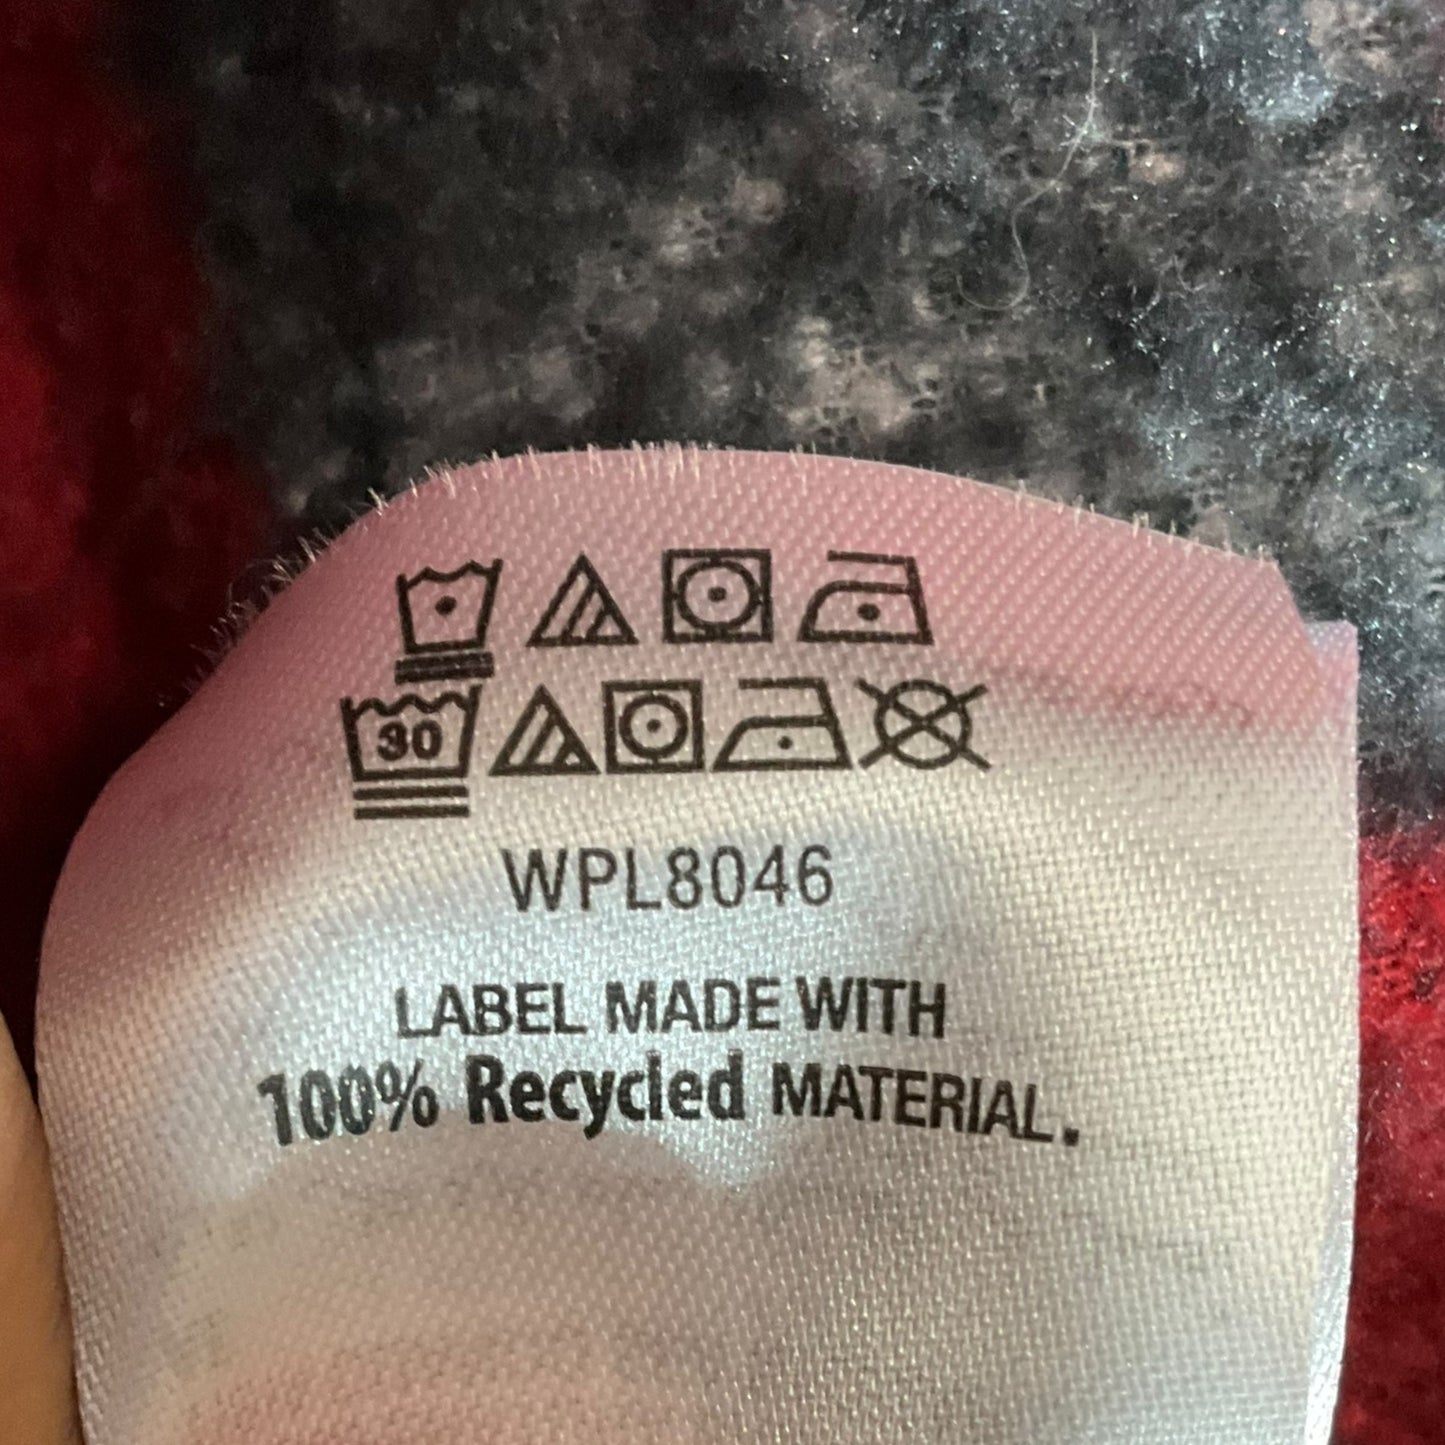 30
WPL8046
LABEL MADE WITH
100% Recycled MATERIAL.